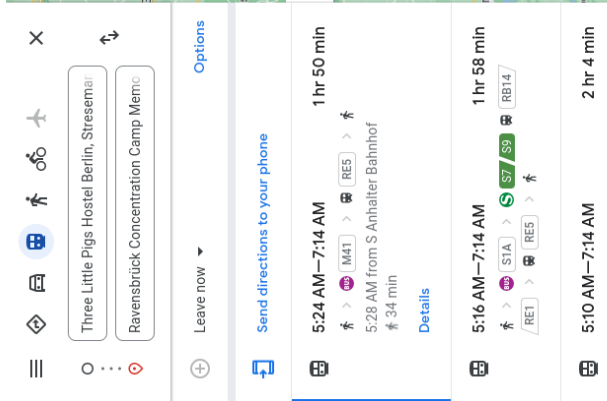 Three Little Pigs Hostel Berlin, Streseman
Ravensbrück Concentration Camp Memo
Leave now
Options
Send directions to your phone
5:24 AM—7:14 AM
1 hr 50 min
BUS M41 > RE5 >
5:28 AM from S Anhalter Bahnhof
34 min
Details
5:16 AM—7:14 AM
1 hr 58 min
> BUS S1A > S S7 / S9 RB14
RE1 > RE5 >
5:10 AM—7:14 AM
2 hr 4 min